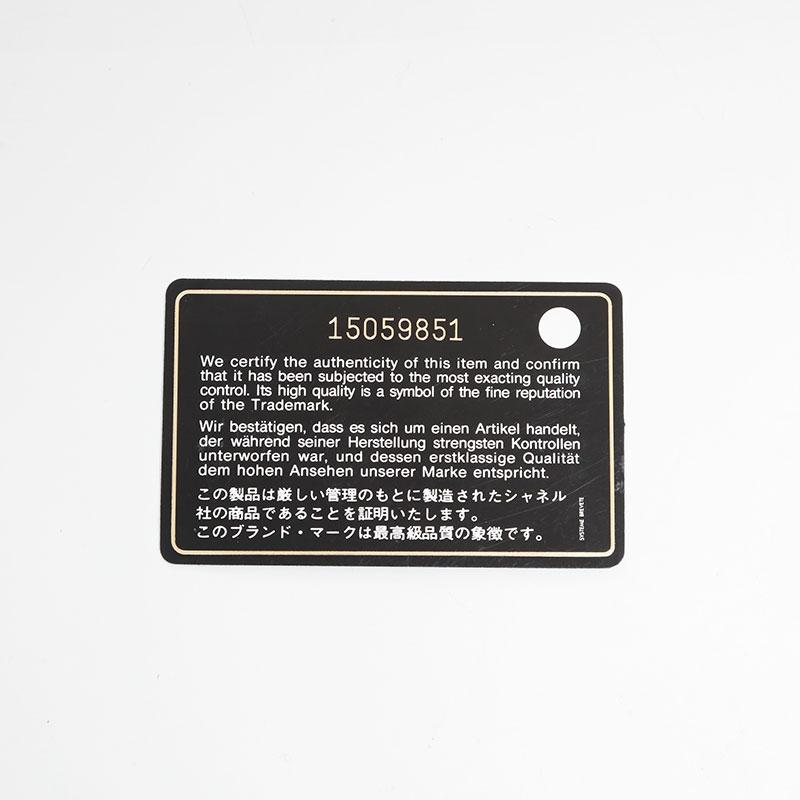 15059851
We certify the authenticity of this item and confirm
that it has been subjected to the most exacting quality
control. Its high quality is a symbol of the fine reputation
of the Trademark.
Wir bestätigen, dass es sich um einen Artikel handelt,
der während seiner Herstellung strengsten Kontrollen
unterworfen war, und dessen erstklassige Qualität
dem hohen Ansehen unserer Marke entspricht.
この製品は厳しい管理のもとに製造されたシャネル
社の商品であることを証明いたします。
このブランド・マークは最高級品質の象徴です。
SYSTEME BREVETE